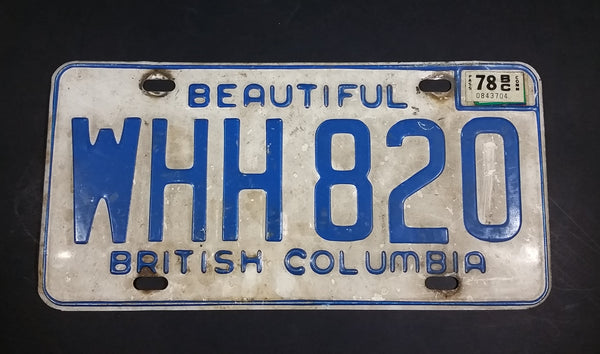 BEAUTIFUL
78 BC
0843704
WHH 820
BRITISH COLUMBIA